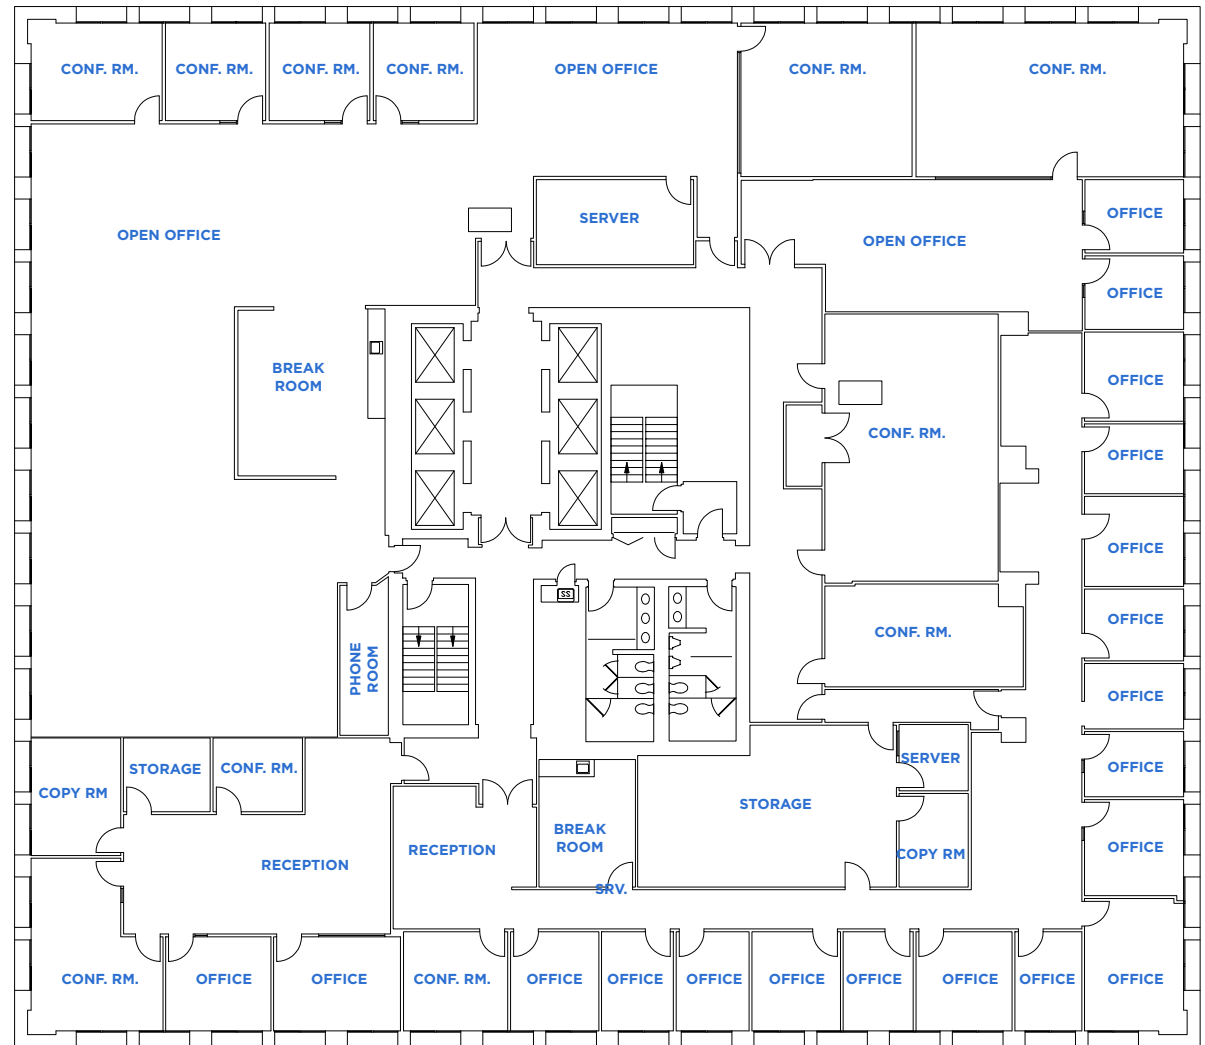 CONF. RM.
CONF. RM.
CONF. RM.
CONF. RM.
OPEN OFFICE
CONF. RM.
CONF. RM.
OPEN OFFICE
SERVER
OPEN OFFICE
OFFICE
OFFICE
BREAK
ROOM
OFFICE
CONF. RM.
OFFICE
OFFICE
SS
OFFICE
CONF. RM.
PHONE
ROOM
OFFICE
COPY RM
STORAGE
CONF. RM.
SERVER
OFFICE
STORAGE
BREAK
ROOM
RECEPTION
RECEPTION
COPY RM
OFFICE
SRV.
CONF. RM.
OFFICE
OFFICE
CONF. RM.
OFFICE
OFFICE
OFFICE
OFFICE
OFFICE
OFFICE
OFFICE
OFFICE